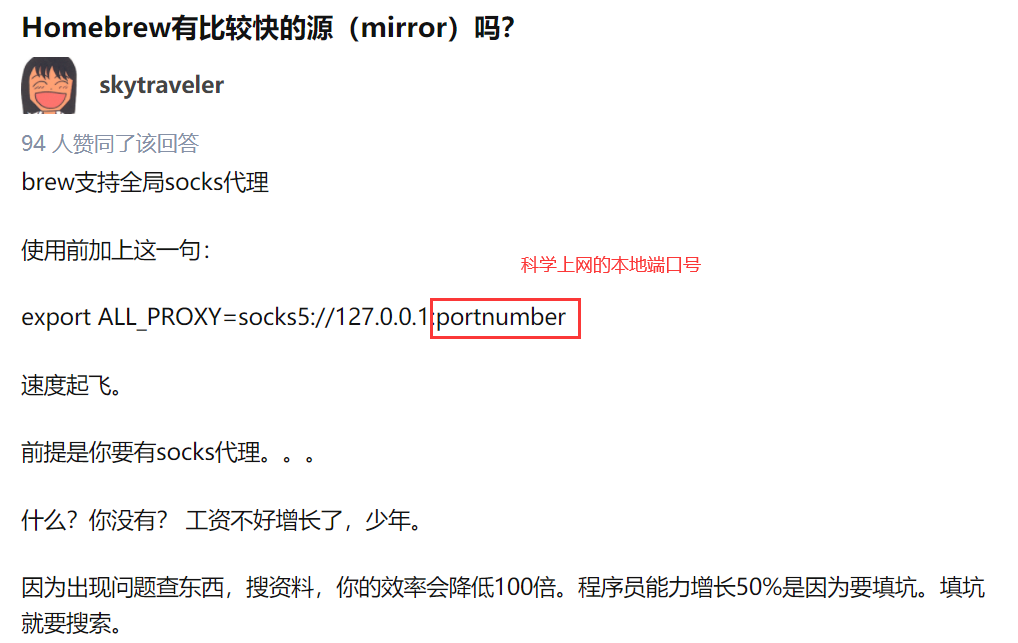 Homebrew有比较快的源（mirror）吗？
skytraveler
94 人赞同了该回答
brew支持全局socks代理
使用前加上这一句：
科学上网的本地端口号
export ALL_PROXY=socks5://127.0.0.1:portnumber
速度起飞。
前提是你要有socks代理。。。
什么？你没有？ 工资不好增长了，少年。
因为出现问题查东西，搜资料，你的效率会降低100倍。程序员能力增长50%是因为要填坑。填坑
就要搜索。